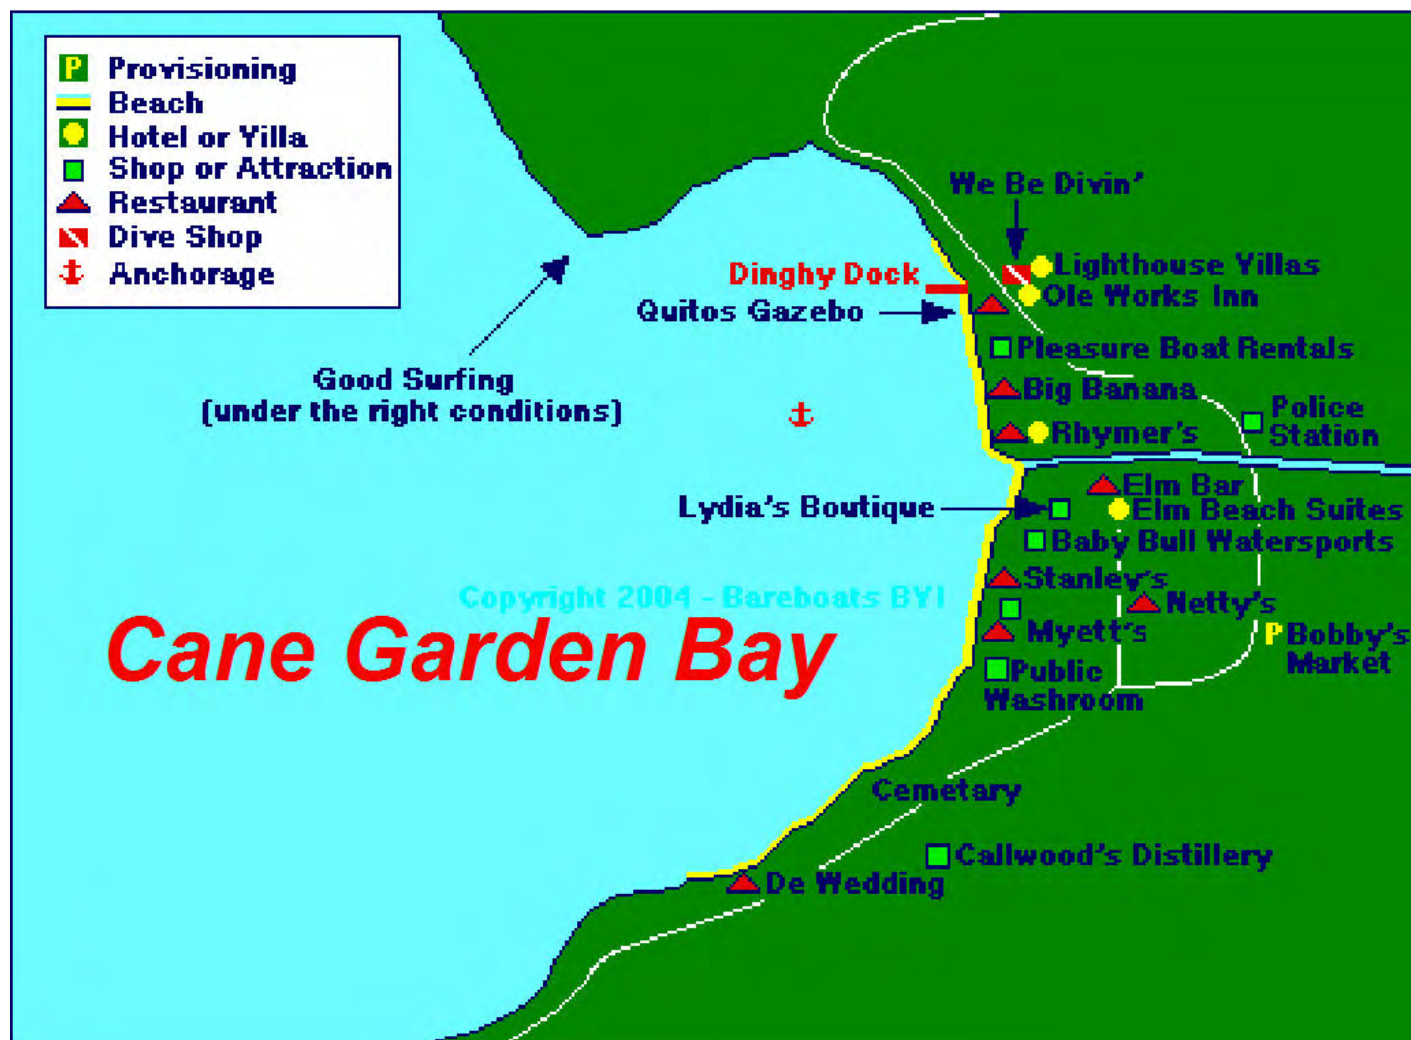 P Provisioning
Beach
Hotel or Villa
Shop or Attraction
Restaurant
Dive Shop
Anchorage
We Be Divin'
Lighthouse Villas
Dinghy Dock
Ole Works Inn
Quitos Gazebo
Pleasure Boat Rentals
Good Surfing
(under the right conditions)
Big Banana
Police
Station
Rhymer's
Elm Bar
Lydia's Boutique
Elm Beach Suites
Baby Bull Watersports
Stanley's
Copyright 2004 - Bareboats BVI
Netty's
Cane Garden Bay
Myett's
P Bobby's
Market
Public
Washroom
Cemetary
Callwood's Distillery
De Wedding